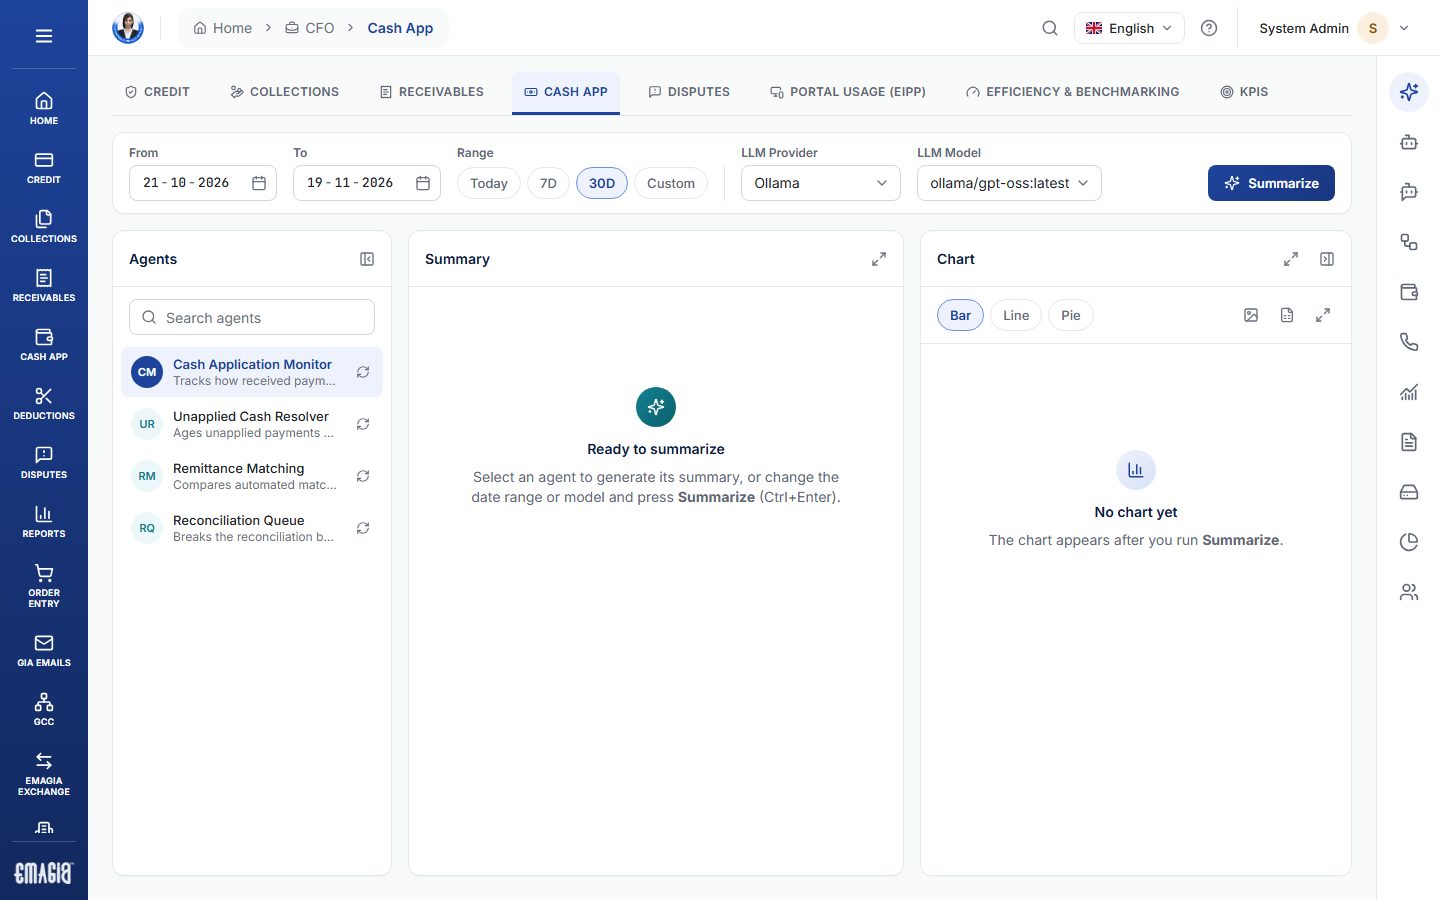 Home
CFO
Cash App
English
System Admin
S
HOME
CREDIT
COLLECTIONS
RECEIVABLES
CASH APP
DEDUCTIONS
DISPUTES
REPORTS
ORDER
ENTRY
GIA EMAILS
GCC
EMAGIA
EXCHANGE
EMAGIA
CREDIT
COLLECTIONS
RECEIVABLES
CASH APP
DISPUTES
PORTAL USAGE (EIPP)
EFFICIENCY & BENCHMARKING
KPIS
From
To
Range
LLM Provider
LLM Model
21-10-2026
19-11-2026
Today
7D
30D
Custom
Ollama
ollama/gpt-oss:latest
Summarize
Agents
Search agents
CM
Cash Application Monitor
Tracks how received paym...
UR
Unapplied Cash Resolver
Ages unapplied payments ...
RM
Remittance Matching
Compares automated matc...
RQ
Reconciliation Queue
Breaks the reconciliation b...
Summary
Ready to summarize
Select an agent to generate its summary, or change the
date range or model and press Summarize (Ctrl+Enter).
Chart
Bar
Line
Pie
No chart yet
The chart appears after you run Summarize.